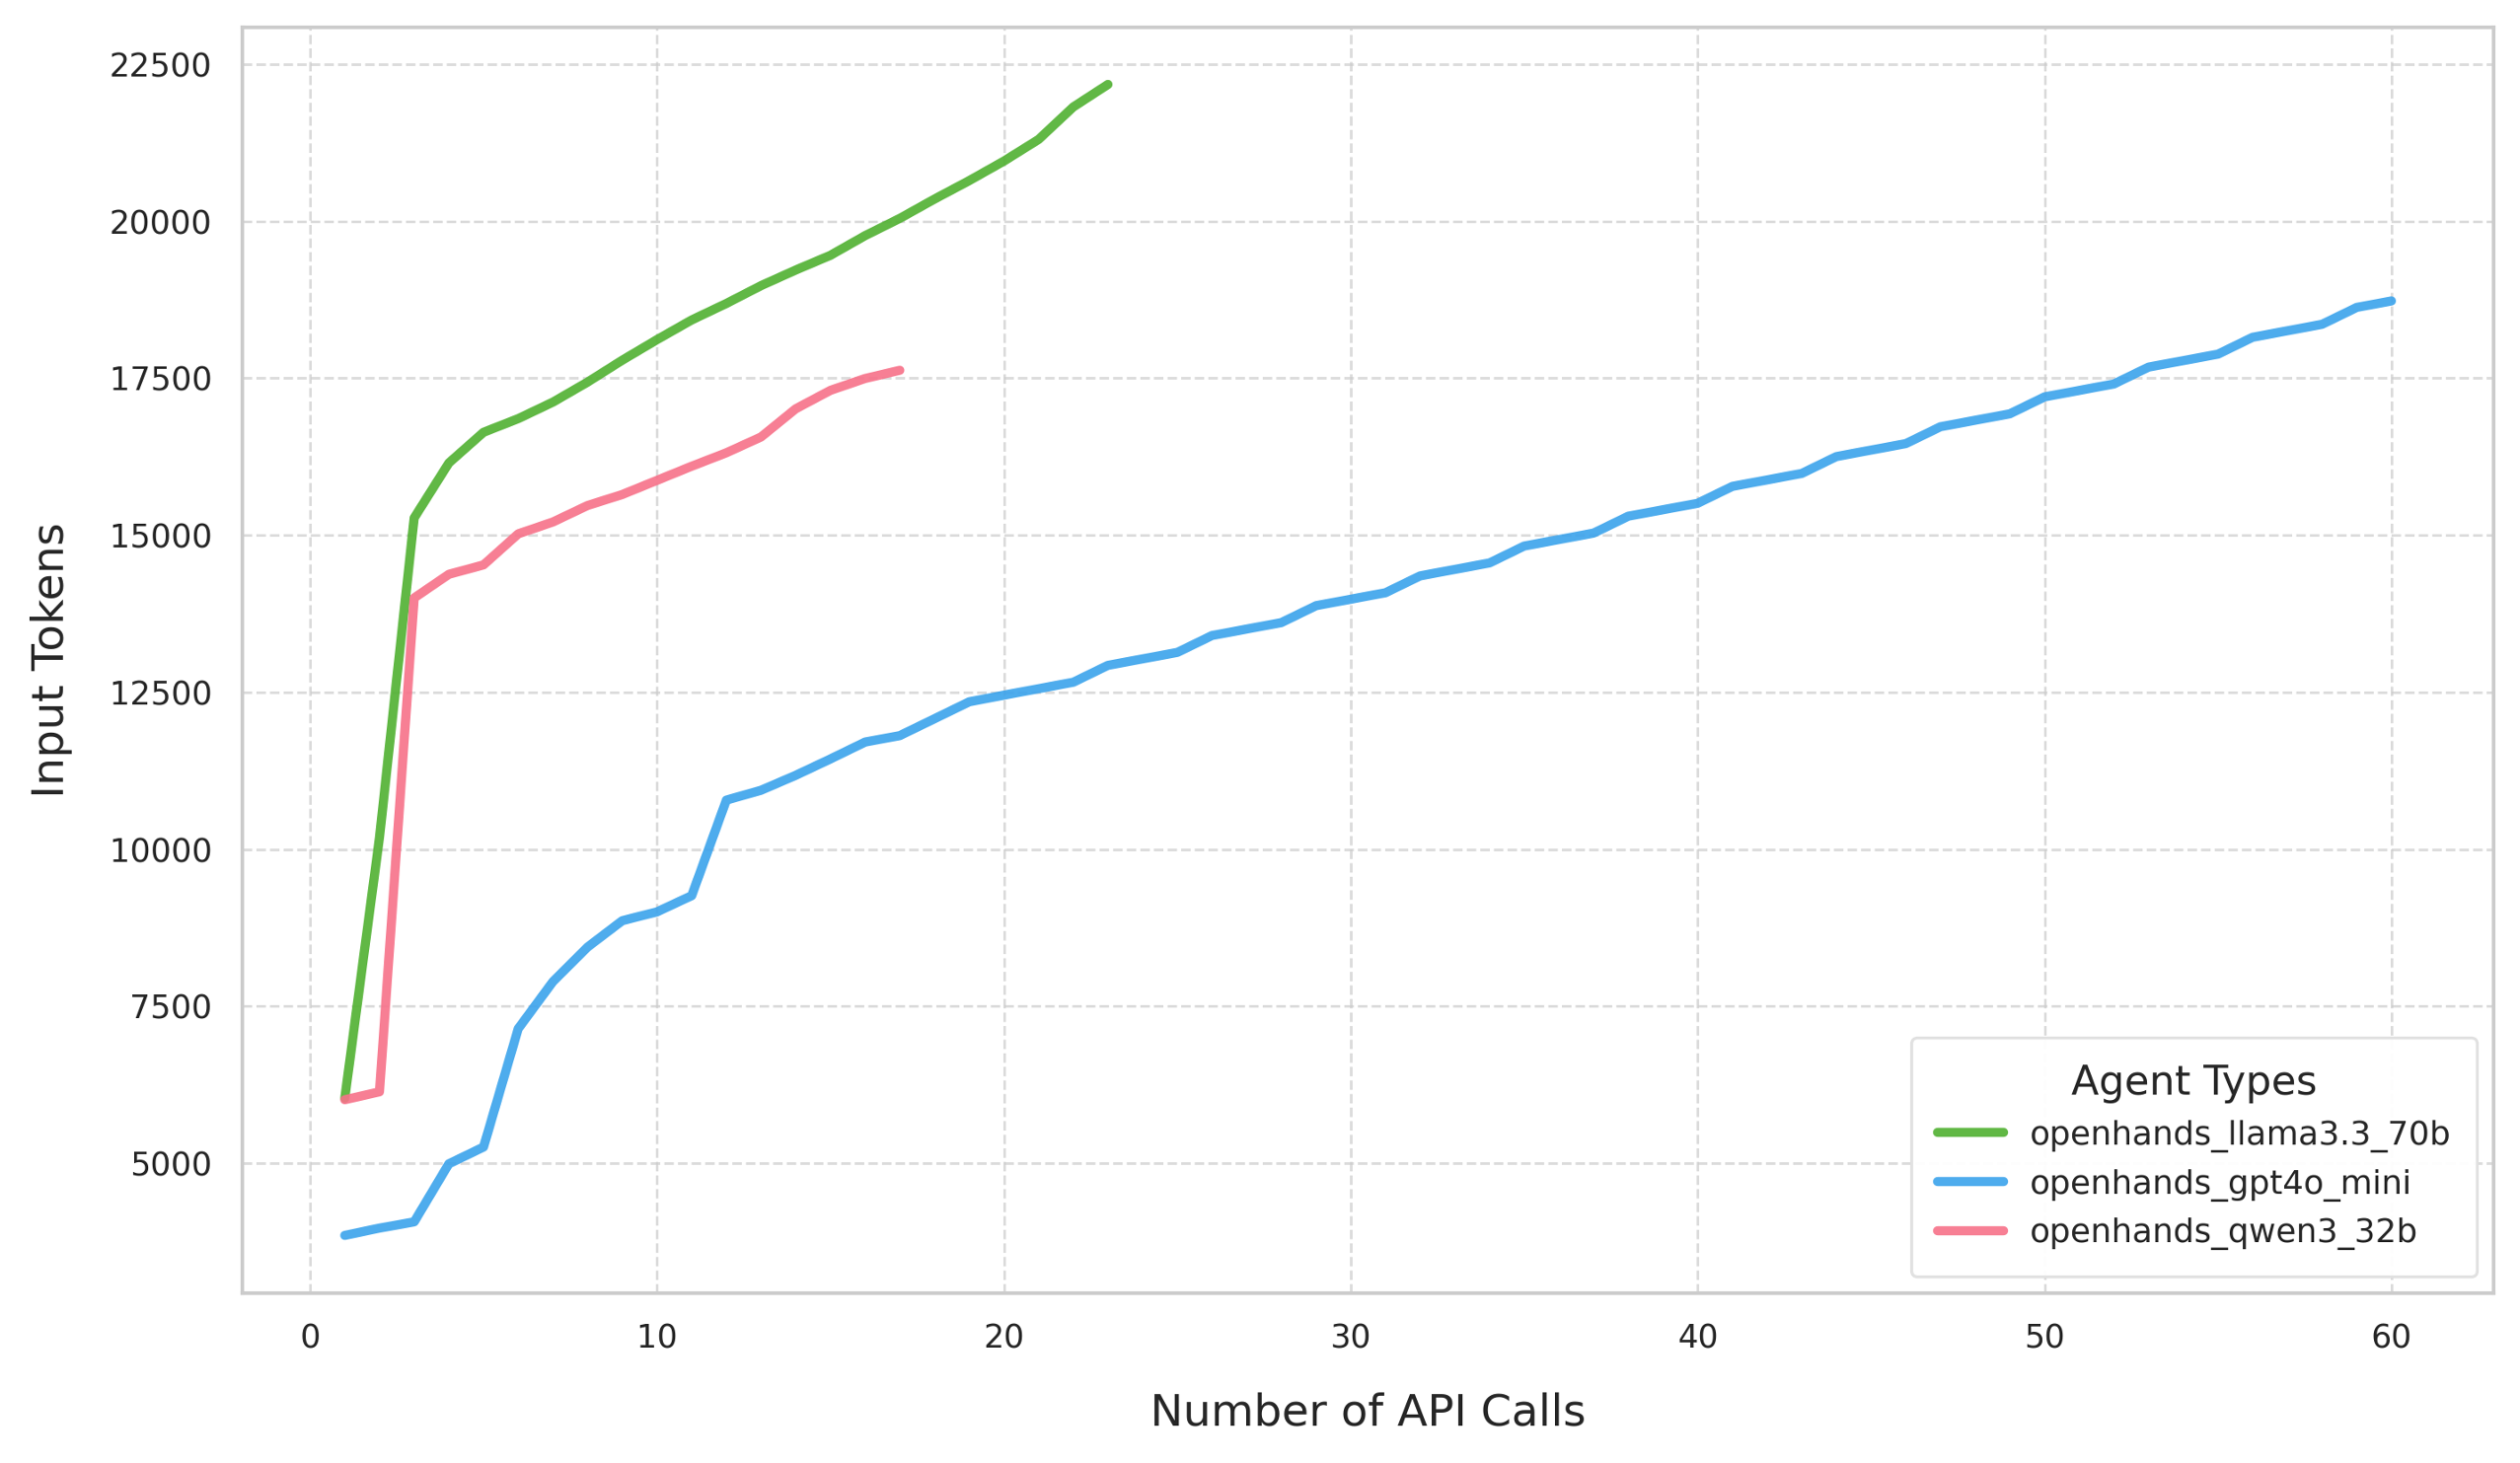 22500
20000
17500
15000
12500
10000
7500
5000
Input Tokens
0 10 20 30 40 50 60
Number of API Calls
Agent Types
openhands_llama3.3_70b
openhands_gpt4o_mini
openhands_qwen3_32b